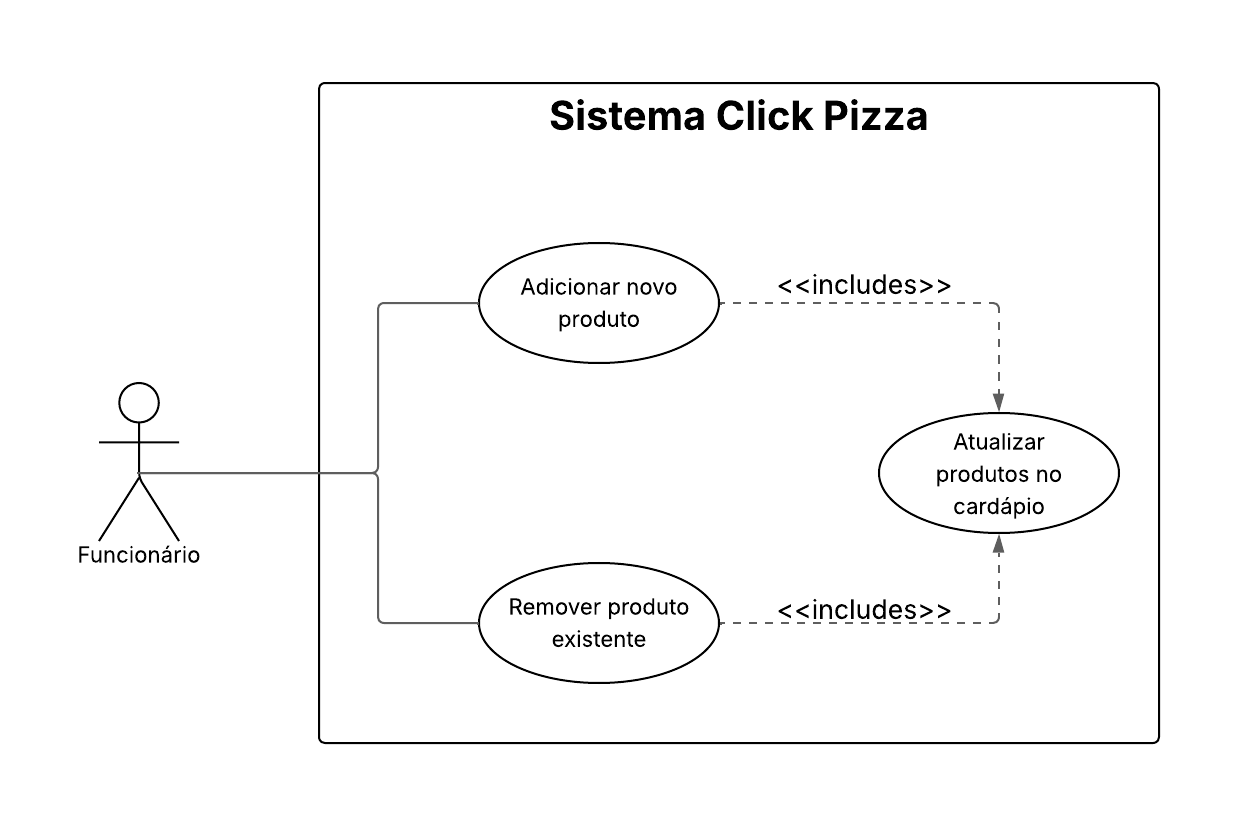 Sistema Click Pizza
Adicionar novo
produto
<<includes>>
Atualizar
produtos no
cardápio
Funcionário
Remover produto
existente
<<includes>>